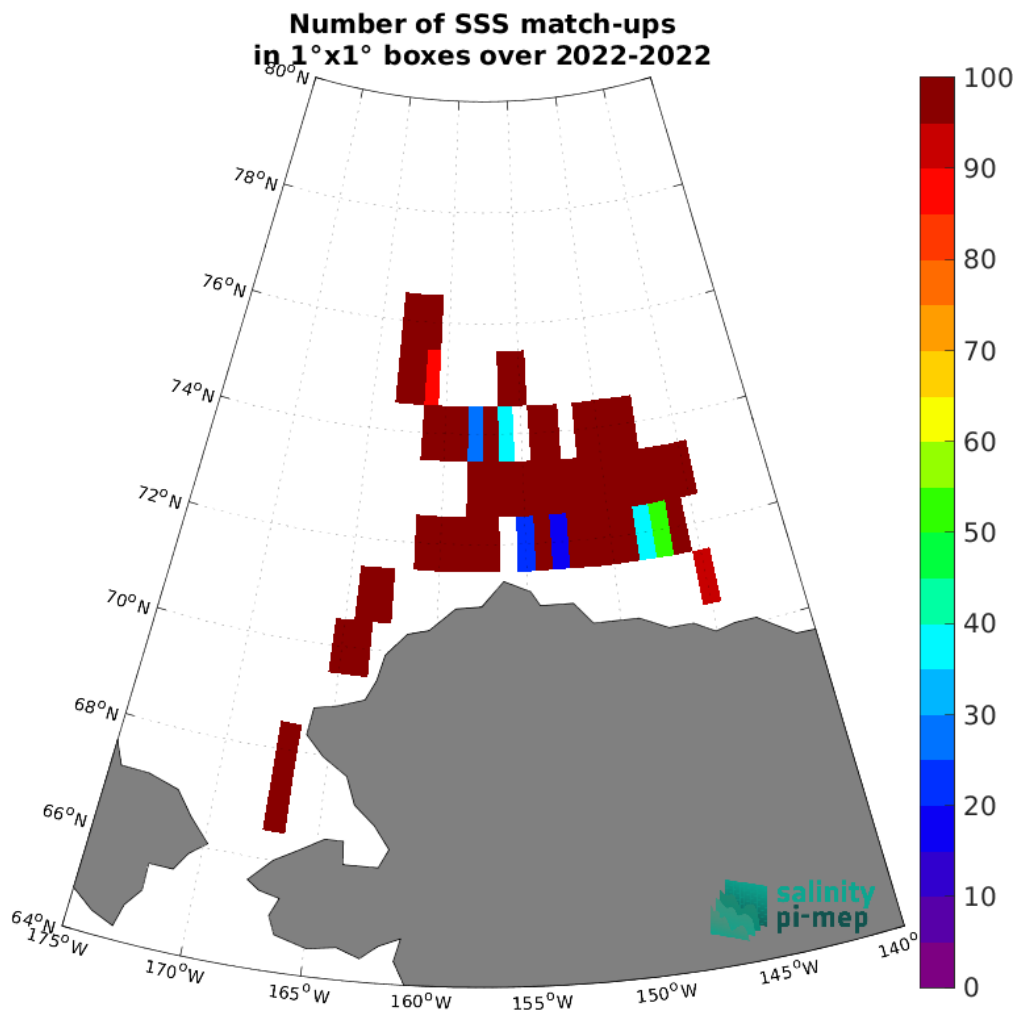 Number of SSS match-ups
in 1°x1° boxes over 2022-2022
80°N
78°N
76°N
74°N
72°N
70°N
68°N
66°N
64°N
175°W
170°W
165°W
160°W
155°W
150°W
145°W
140°
100
90
80
70
60
50
40
30
20
10
0
salinity
pi-mep